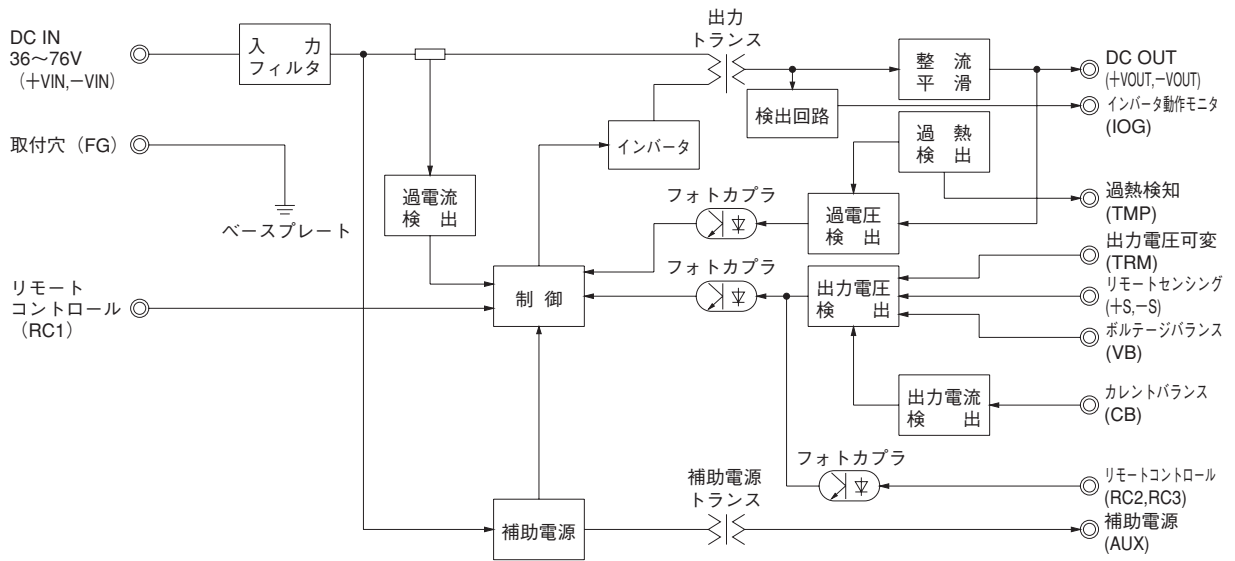 DC IN
36～76V
（＋VIN,－VIN）
入　力
フィルタ
出力
トランス
整　流
平　滑
DC OUT
(＋VOUT,－VOUT)
検出回路
インバータ動作モニタ
(IOG)
取付穴（FG）
ベースプレート
インバータ
過　熱
検　出
過電流
検　出
フォトカプラ
過電圧
検　出
過熱検知
(TMP)
出力電圧可変
(TRM)
フォトカプラ
リモート
コントロール
（RC1）
制 御
出力電圧
検　出
リモートセンシング
(＋S,－S)
ボルテージバランス
(VB)
出力電流
検　出
カレントバランス
(CB)
フォトカプラ
リモートコントロール
(RC2,RC3)
補助電源
補助電源
トランス
補助電源
(AUX)